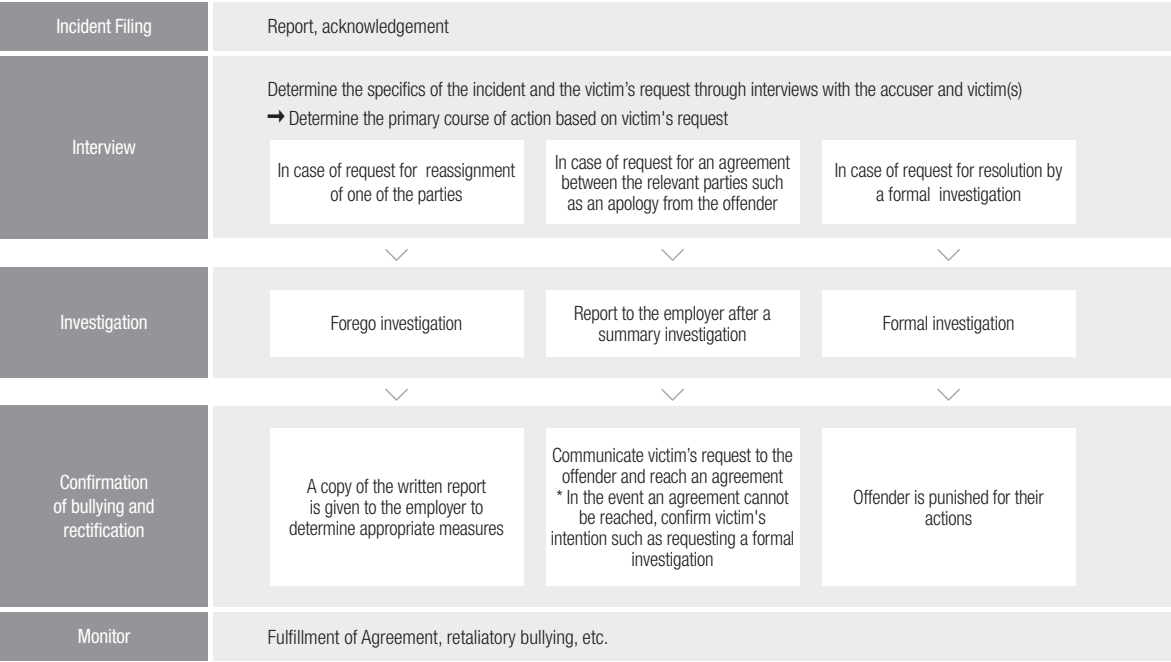 Incident Filing
Report, acknowledgement
Interview
Determine the specifics of the incident and the victim’s request through interviews with the accuser and victim(s)
➞ Determine the primary course of action based on victim's request
In case of request for reassignment
of one of the parties
In case of request for an agreement
between the relevant parties such
as an apology from the offender
In case of request for resolution by
a formal investigation
Investigation
Forego investigation
Report to the employer after a
summary investigation
Formal investigation
Confirmation
of bullying and
rectification
A copy of the written report
is given to the employer to
determine appropriate measures
Communicate victim’s request to the
offender and reach an agreement
* In the event an agreement cannot
be reached, confirm victim's
intention such as requesting a formal
investigation
Offender is punished for their
actions
Monitor
Fulfillment of Agreement, retaliatory bullying, etc.